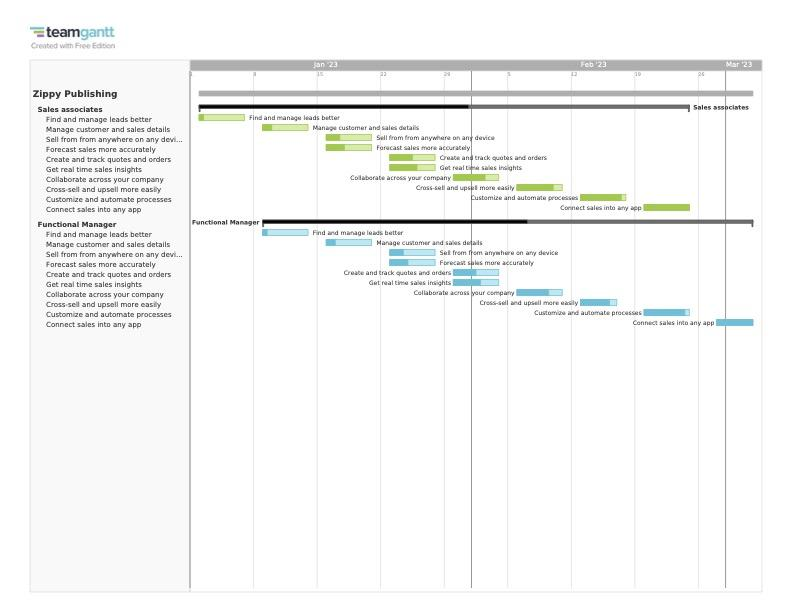 teamgantt
Created with Free Edition
Jan '23 Feb '23 Mar '23
1 8 15 22 29 5 12 19 26
Zippy Publishing
Sales associates Sales associates
Find and manage leads better Find and manage leads better
Manage customer and sales details Manage customer and sales details
Sell from from anywhere on any devi... Sell from from anywhere on any device
Forecast sales more accurately Forecast sales more accurately
Create and track quotes and orders Create and track quotes and orders
Get real time sales insights Get real time sales insights
Collaborate across your company Collaborate across your company
Cross-sell and upsell more easily Cross-sell and upsell more easily
Customize and automate processes Customize and automate processes
Connect sales into any app Connect sales into any app
Functional Manager Functional Manager
Find and manage leads better Find and manage leads better
Manage customer and sales details Manage customer and sales details
Sell from from anywhere on any devi... Sell from from anywhere on any device
Forecast sales more accurately Forecast sales more accurately
Create and track quotes and orders Create and track quotes and orders
Get real time sales insights Get real time sales insights
Collaborate across your company Collaborate across your company
Cross-sell and upsell more easily Cross-sell and upsell more easily
Customize and automate processes Customize and automate processes
Connect sales into any app Connect sales into any app